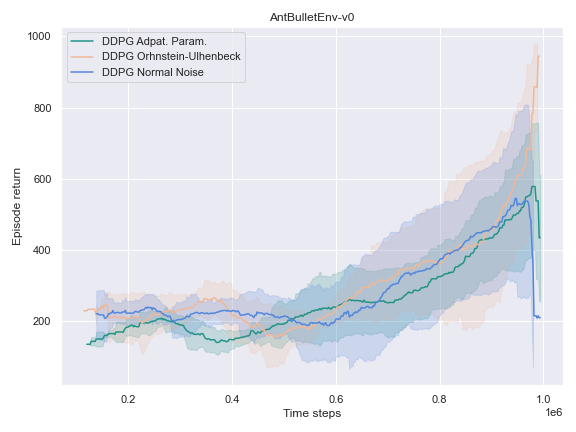 AntBulletEnv-v0
DDPG Adpat. Param.
DDPG Orhnstein-Ulhenbeck
DDPG Normal Noise
Episode return
1000
800
600
400
200
0.2
0.4
0.6
0.8
1.0
Time steps
1e6